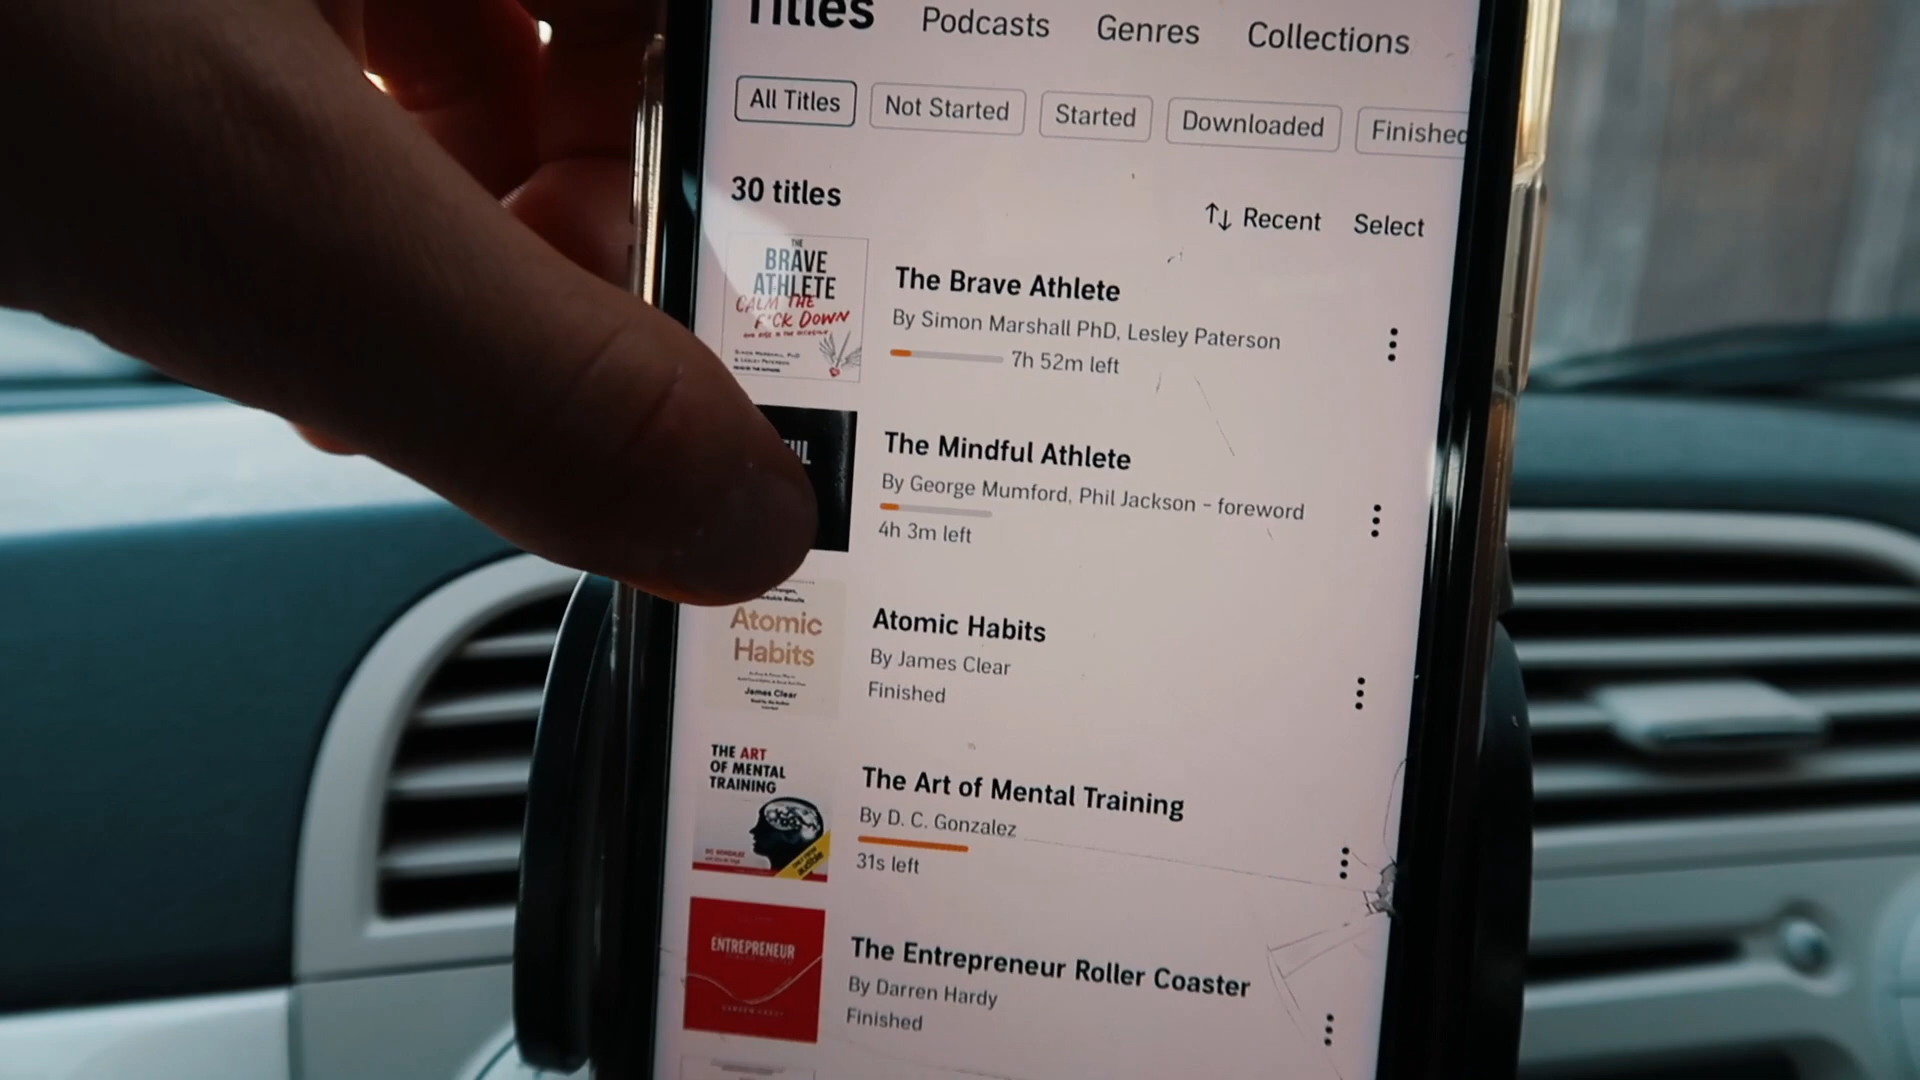 Titles Podcasts Genres Collections
All Titles Not Started Started Downloaded Finished
30 titles
Recent Select
THE
BRAVE
ATHLETE
CALM THE
F*CK DOWN
The Brave Athlete
By Simon Marshall PhD, Lesley Paterson
7h 52m left
The Mindful Athlete
By George Mumford, Phil Jackson - foreword
4h 3m left
Atomic
Habits
James Clear
Atomic Habits
By James Clear
Finished
THE ART
OF MENTAL
TRAINING
audible
The Art of Mental Training
By D. C. Gonzalez
31s left
ENTREPRENEUR
The Entrepreneur Roller Coaster
By Darren Hardy
Finished